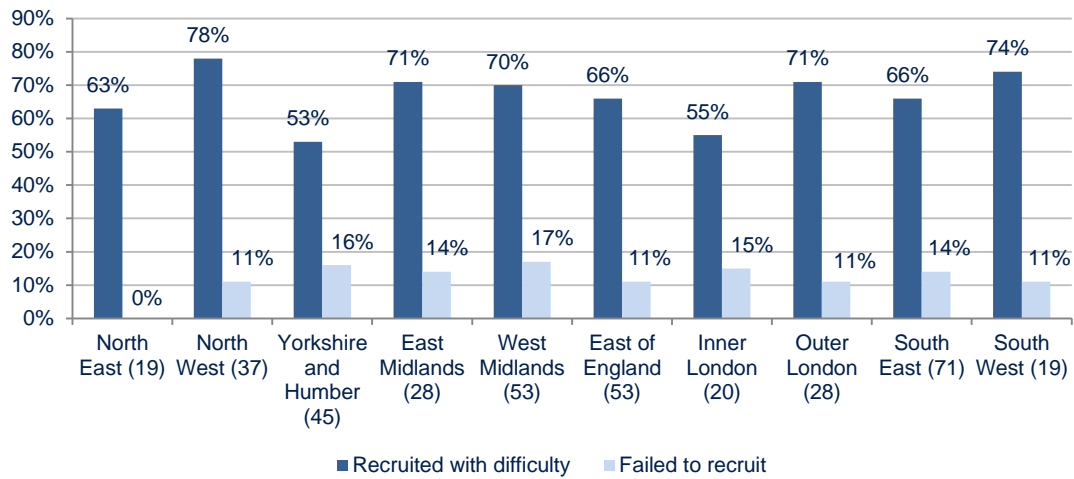 90%
80%
70%
60%
50%
40%
30%
20%
10%
0%
63%
0%
78%
11%
53%
16%
71%
14%
70%
17%
66%
11%
55%
15%
71%
11%
66%
14%
74%
11%
North
East (19)
North
West (37)
Yorkshire
and
Humber
(45)
East
Midlands
(28)
West
Midlands
(53)
East of
England
(53)
Inner
London
(20)
Outer
London
(28)
South
East (71)
South
West (19)
Recruited with difficulty
Failed to recruit